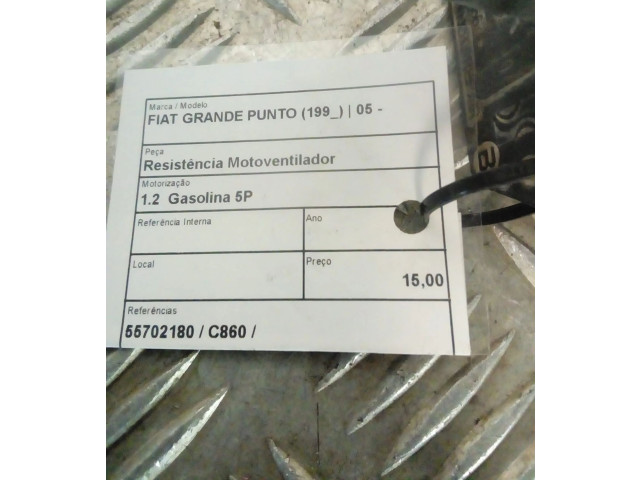 Marca / Modelo
FIAT GRANDE PUNTO (199_) | 05 -
Peça
Resistência Motoventilador
Motorização
1.2 Gasolina 5P
Referência Interna
Ano
Local
Preço
15,00
Referências
55702180 / C860 /